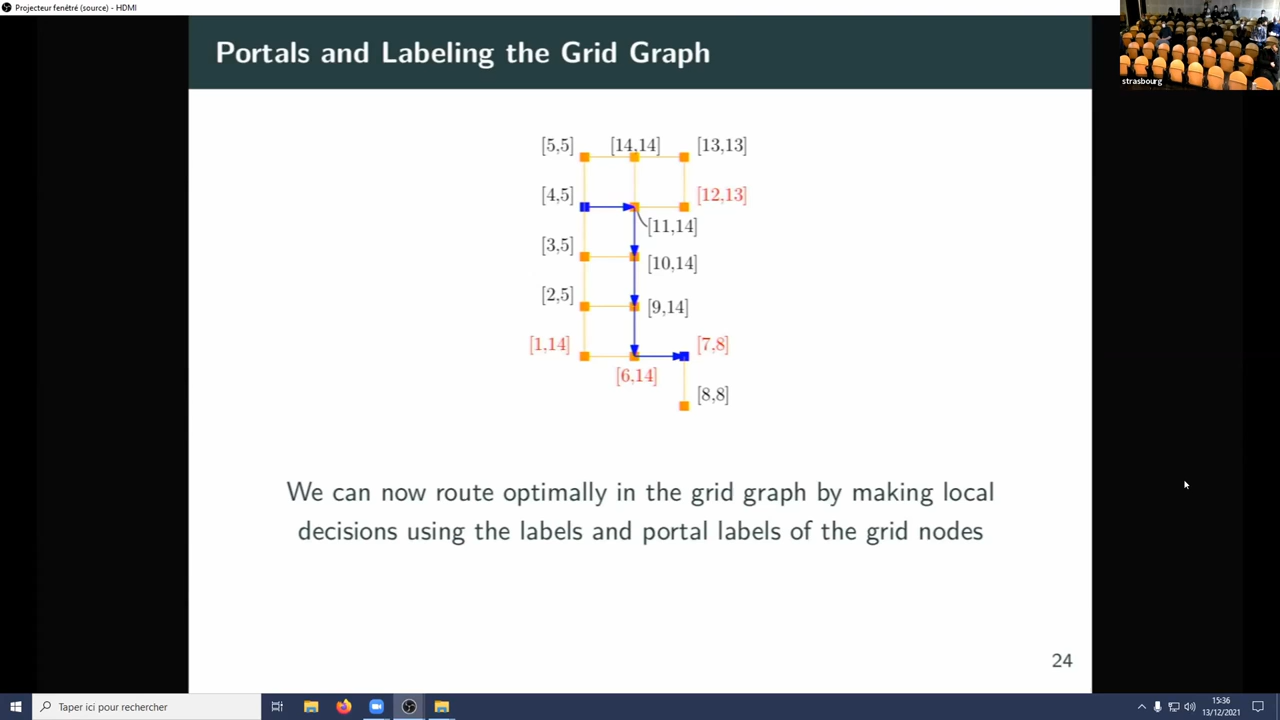 Projecteur fenêtré (source) - HDMI
strasbourg
Portals and Labeling the Grid Graph
[5,5] [14,14] [13,13]
[4,5] [12,13]
[11,14]
[3,5] [10,14]
[2,5] [9,14]
[1,14] [7,8]
[6,14]
[8,8]
We can now route optimally in the grid graph by making local
decisions using the labels and portal labels of the grid nodes
24
Taper ici pour rechercher
15:36
13/12/2021